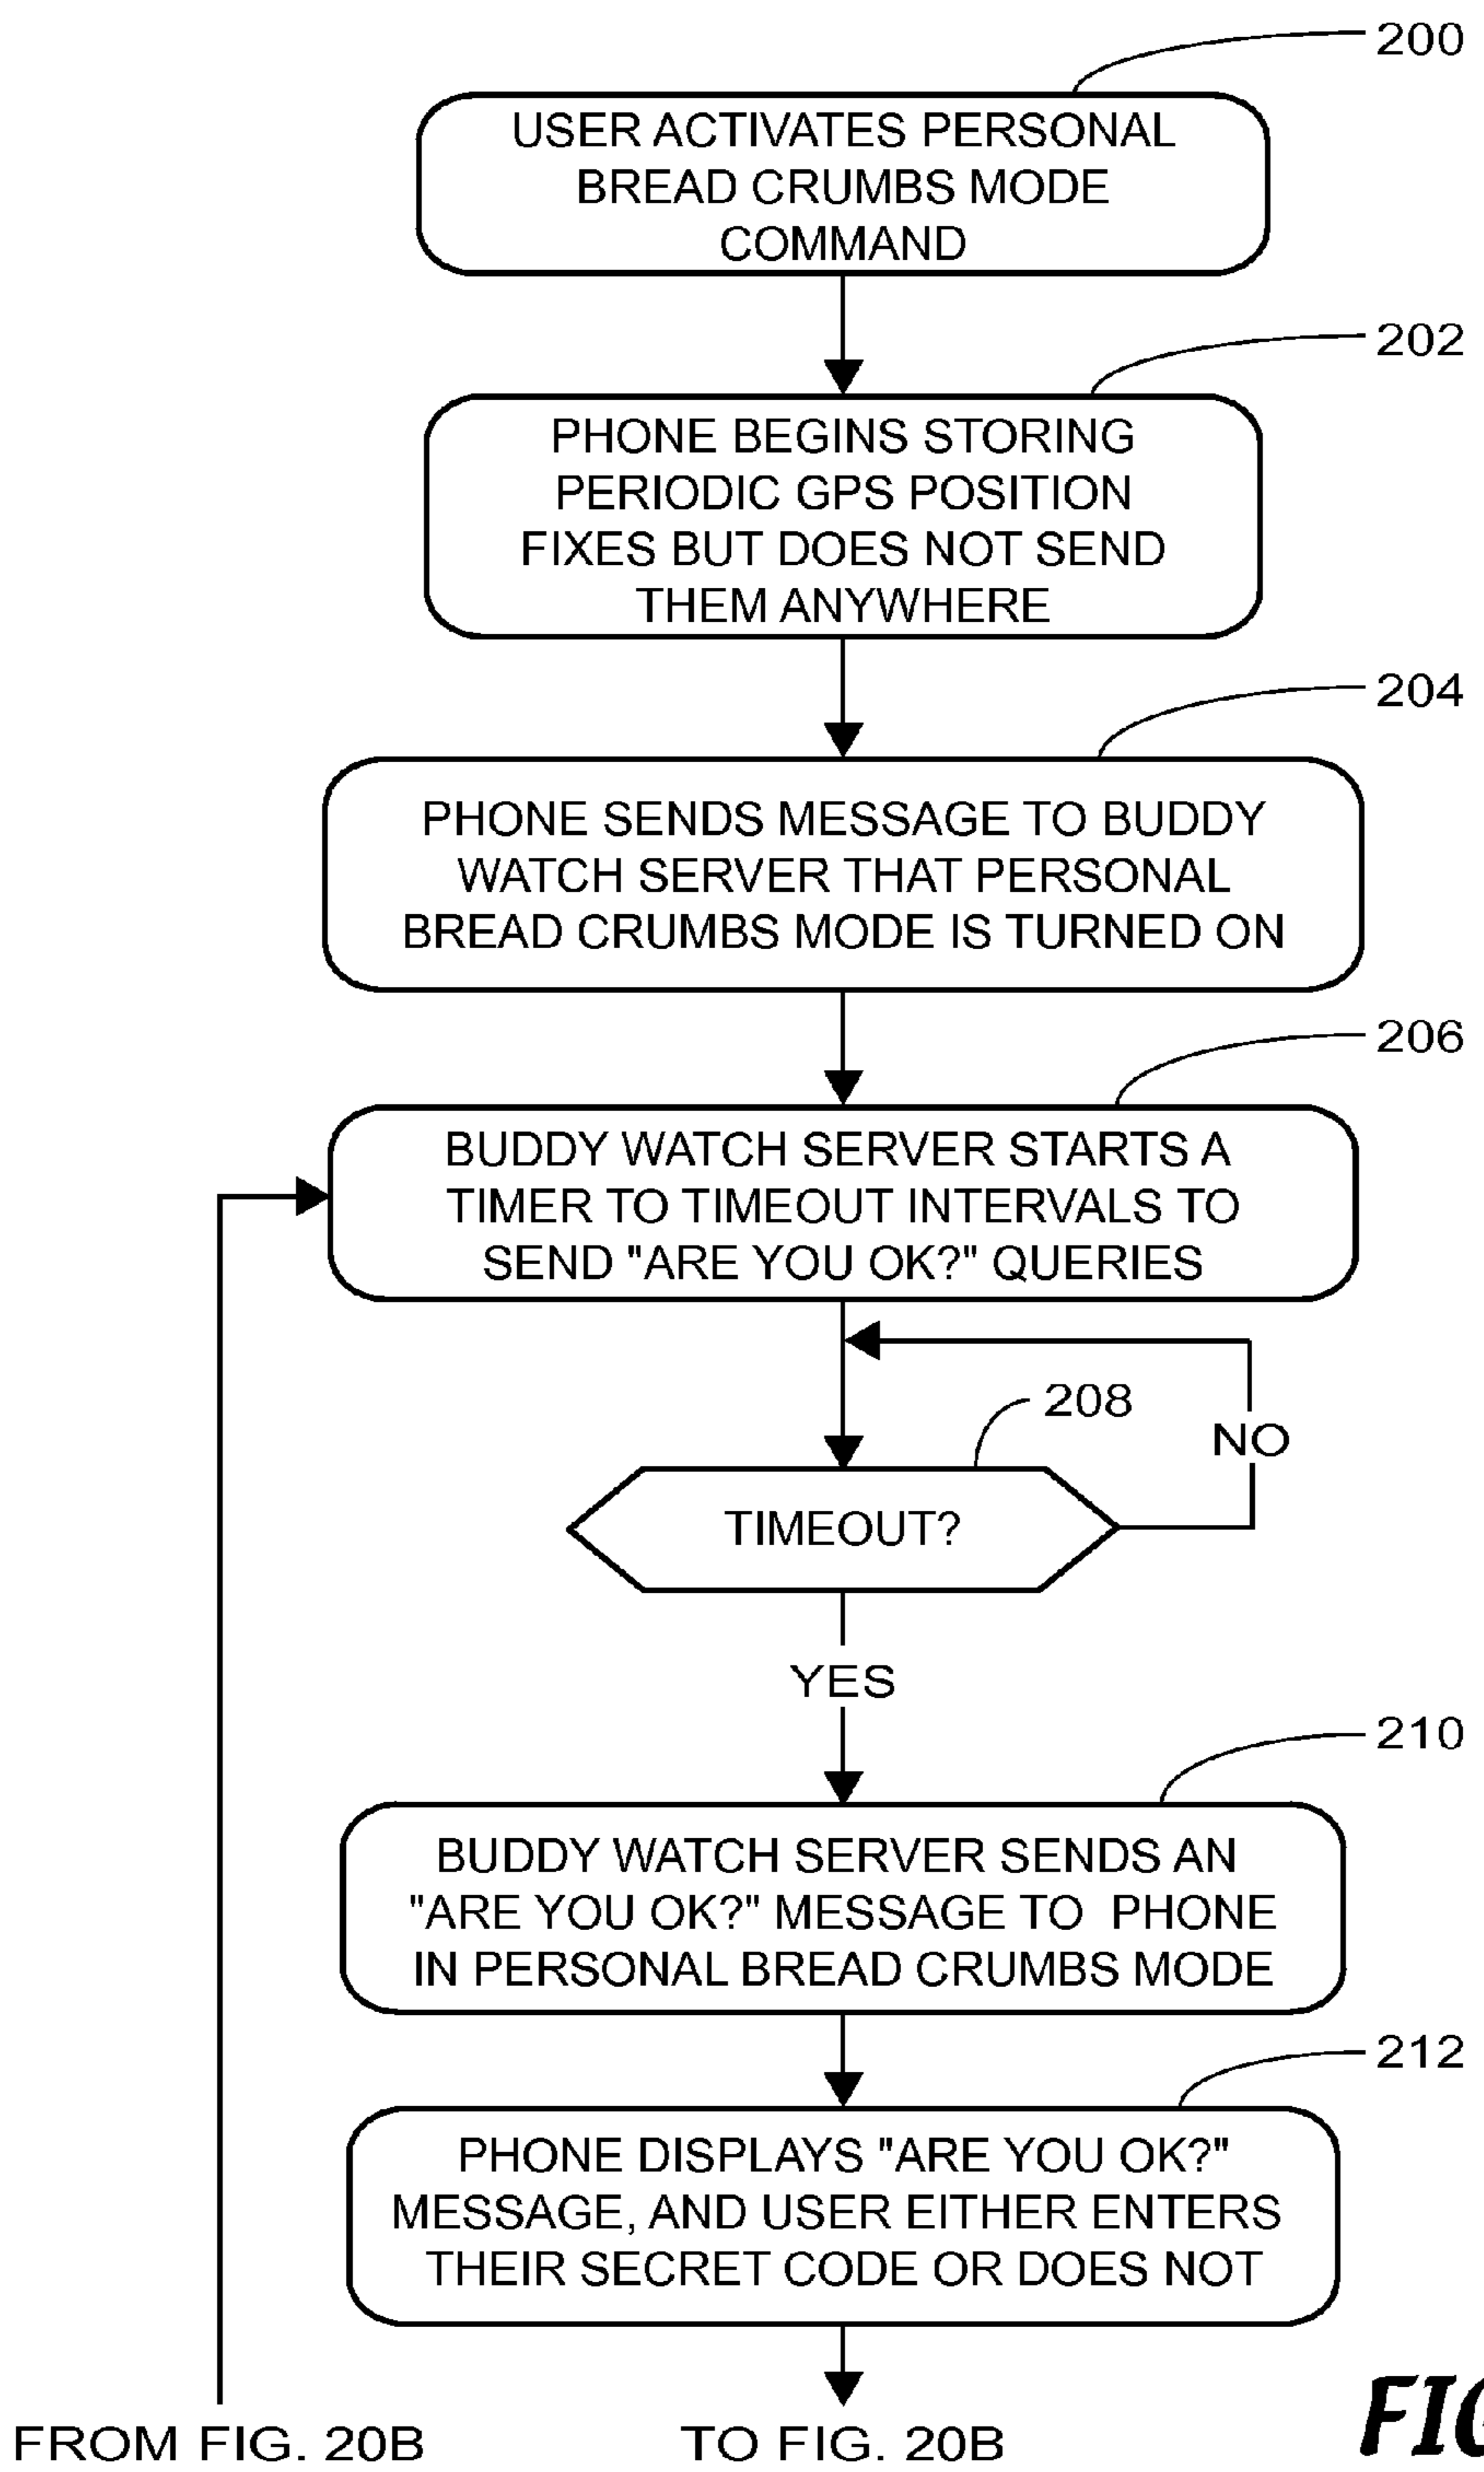 200
USER ACTIVATES PERSONAL
BREAD CRUMBS MODE
COMMAND
202
PHONE BEGINS STORING
PERIODIC GPS POSITION
FIXES BUT DOES NOT SEND
THEM ANYWHERE
204
PHONE SENDS MESSAGE TO BUDDY
WATCH SERVER THAT PERSONAL
BREAD CRUMBS MODE IS TURNED ON
206
BUDDY WATCH SERVER STARTS A
TIMER TO TIMEOUT INTERVALS TO
SEND "ARE YOU OK?" QUERIES
208
NO
TIMEOUT?
YES
210
BUDDY WATCH SERVER SENDS AN
"ARE YOU OK?" MESSAGE TO PHONE
IN PERSONAL BREAD CRUMBS MODE
212
PHONE DISPLAYS "ARE YOU OK?"
MESSAGE, AND USER EITHER ENTERS
THEIR SECRET CODE OR DOES NOT
FROM FIG. 20B
TO FIG. 20B